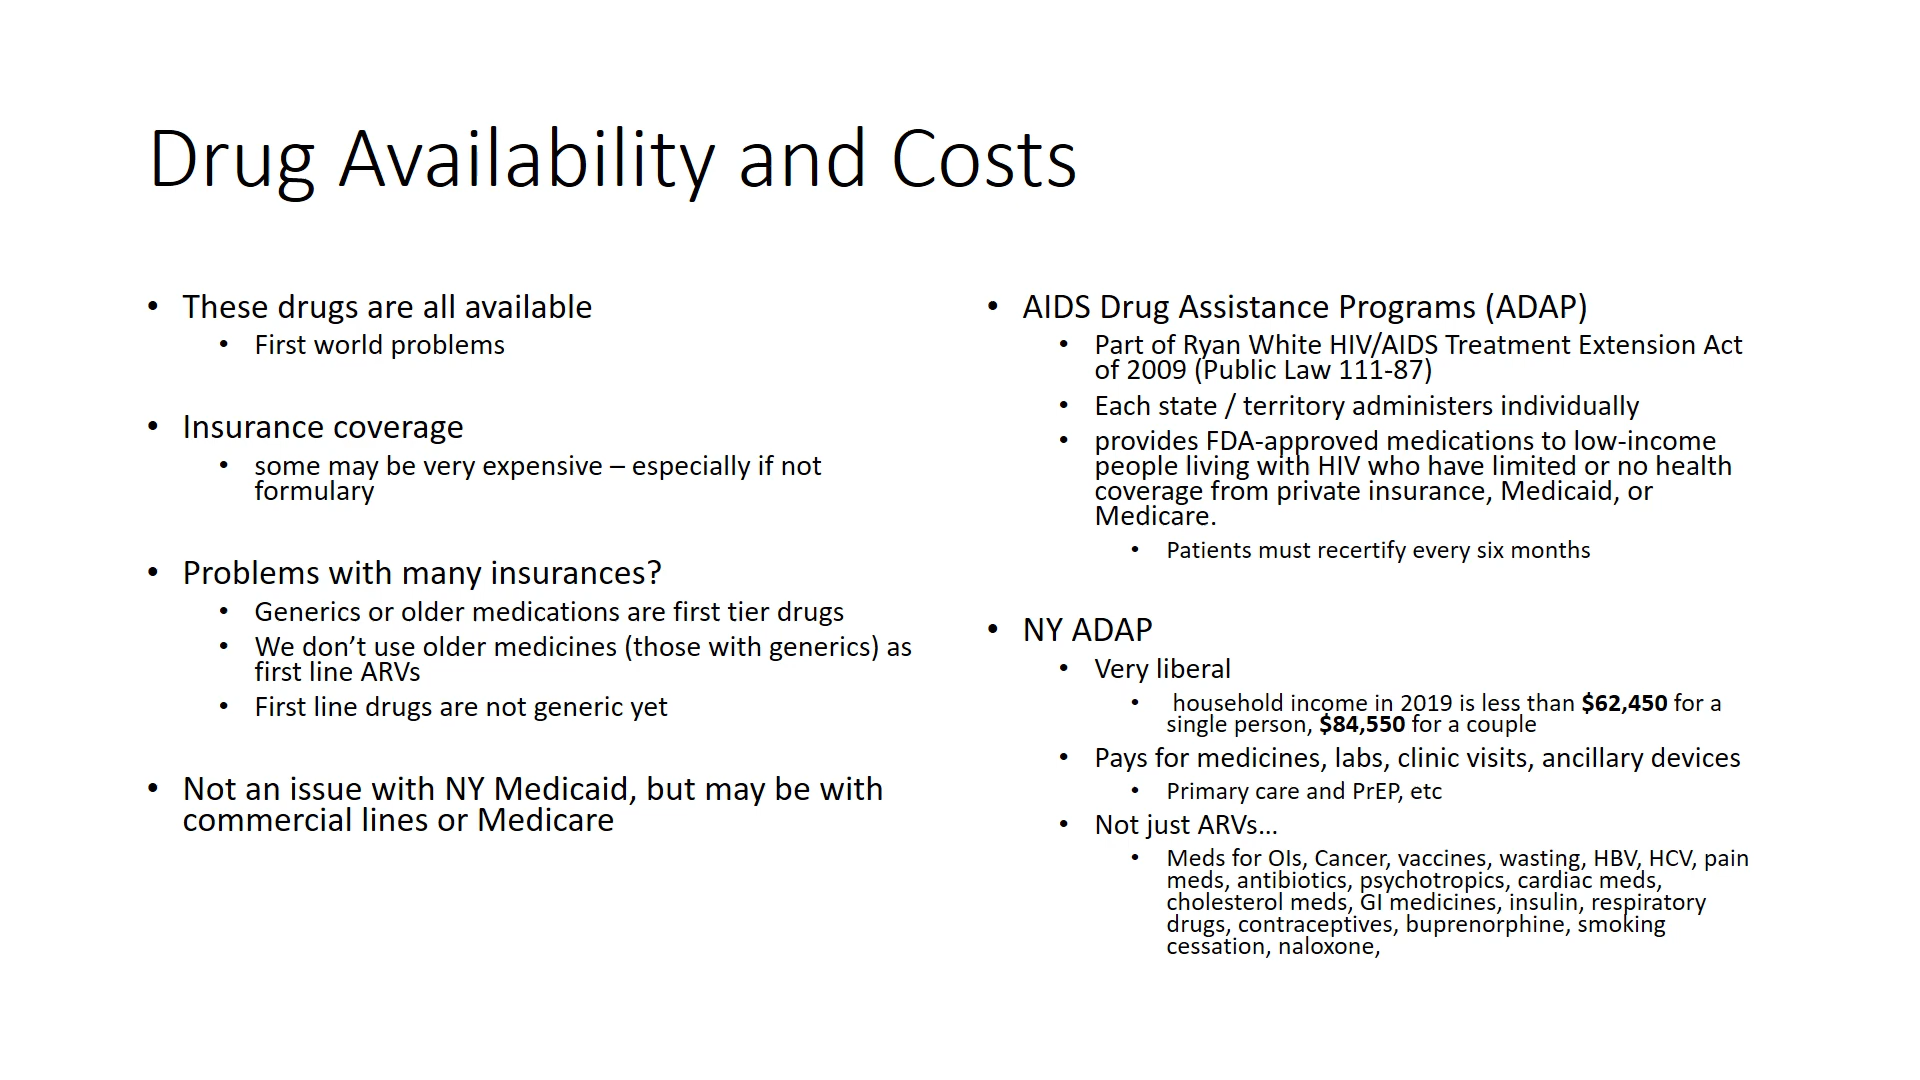 Drug Availability and Costs
• These drugs are all available
• First world problems
• Insurance coverage
• some may be very expensive – especially if not
formulary
• Problems with many insurances?
• Generics or older medications are first tier drugs
• We don’t use older medicines (those with generics) as
first line ARVs
• First line drugs are not generic yet
• Not an issue with NY Medicaid, but may be with
commercial lines or Medicare
• AIDS Drug Assistance Programs (ADAP)
• Part of Ryan White HIV/AIDS Treatment Extension Act
of 2009 (Public Law 111-87)
• Each state / territory administers individually
• provides FDA-approved medications to low-income
people living with HIV who have limited or no health
coverage from private insurance, Medicaid, or
Medicare.
• Patients must recertify every six months
• NY ADAP
• Very liberal
• household income in 2019 is less than $62,450 for a
single person, $84,550 for a couple
• Pays for medicines, labs, clinic visits, ancillary devices
• Primary care and PrEP, etc
• Not just ARVs…
• Meds for OIs, Cancer, vaccines, wasting, HBV, HCV, pain
meds, antibiotics, psychotropics, cardiac meds,
cholesterol meds, GI medicines, insulin, respiratory
drugs, contraceptives, buprenorphine, smoking
cessation, naloxone,